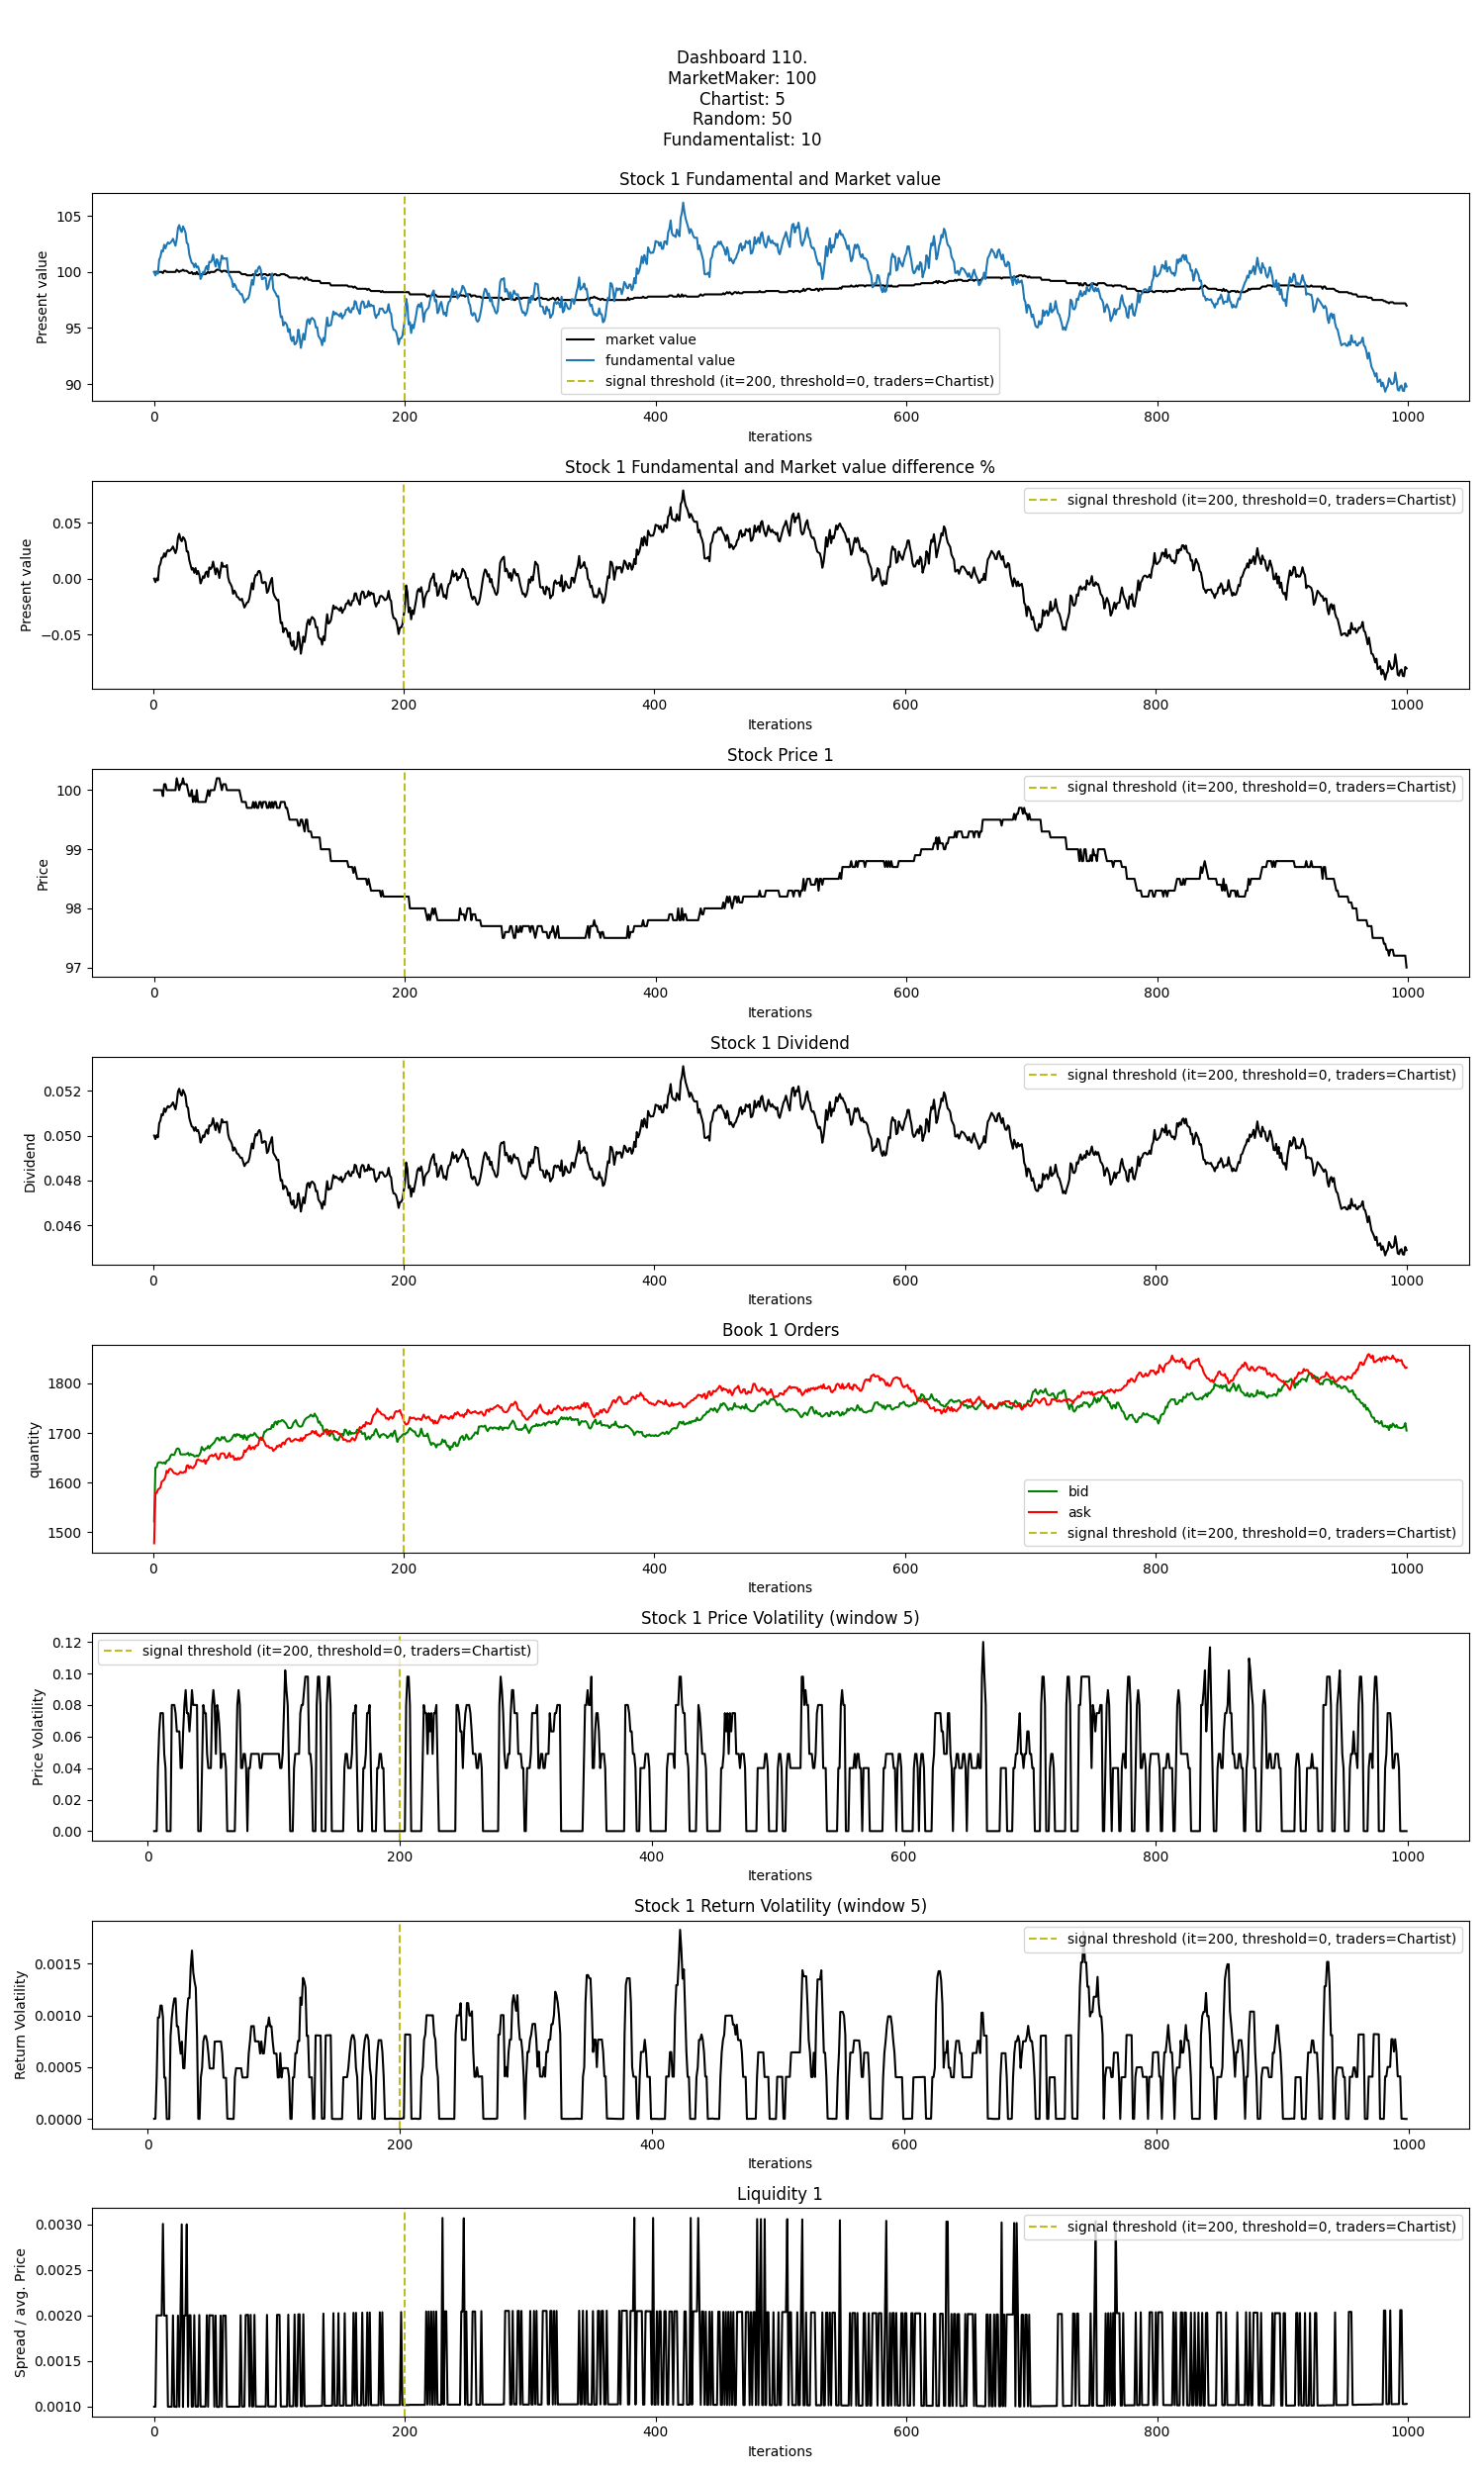 Dashboard 110.
MarketMaker: 100
Chartist: 5
Random: 50
Fundamentalist: 10
Stock 1 Fundamental and Market value
Present value
105
100
95
90
market value
fundamental value
signal threshold (it=200, threshold=0, traders=Chartist)
0 200 400 600 800 1000
Iterations
Stock 1 Fundamental and Market value difference %
Present value
0.05
0.00
−0.05
signal threshold (it=200, threshold=0, traders=Chartist)
0 200 400 600 800 1000
Iterations
Stock Price 1
Price
100
99
98
97
signal threshold (it=200, threshold=0, traders=Chartist)
0 200 400 600 800 1000
Iterations
Stock 1 Dividend
Dividend
0.052
0.050
0.048
0.046
signal threshold (it=200, threshold=0, traders=Chartist)
0 200 400 600 800 1000
Iterations
Book 1 Orders
quantity
1800
1700
1600
1500
bid
ask
signal threshold (it=200, threshold=0, traders=Chartist)
0 200 400 600 800 1000
Iterations
Stock 1 Price Volatility (window 5)
Price Volatility
0.12
0.10
0.08
0.06
0.04
0.02
0.00
signal threshold (it=200, threshold=0, traders=Chartist)
0 200 400 600 800 1000
Iterations
Stock 1 Return Volatility (window 5)
Return Volatility
0.0015
0.0010
0.0005
0.0000
signal threshold (it=200, threshold=0, traders=Chartist)
0 200 400 600 800 1000
Iterations
Liquidity 1
Spread / avg. Price
0.0030
0.0025
0.0020
0.0015
0.0010
signal threshold (it=200, threshold=0, traders=Chartist)
0 200 400 600 800 1000
Iterations